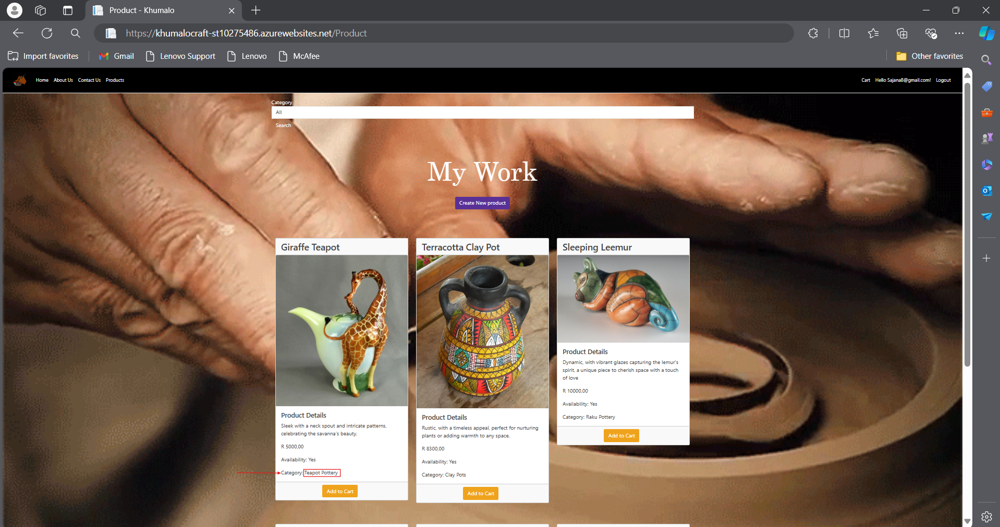 Product - Khumalo
https://khumalocraft-st10275486.azurewebsites.net/Product
Import favorites
Gmail
Lenovo Support
Lenovo
McAfee
Other favorites
Home
About Us
Contact Us
Products
Cart
Hello SajanaB@gmail.com!
Logout
Category
All
Search
My Work
Create New product
Giraffe Teapot
Product Details
Sleek with a neck spout and intricate patterns,
celebrating the savanna's beauty.
R 5000,00
Availability: Yes
Category: Teapot Pottery
Add to Cart
Terracotta Clay Pot
Product Details
Rustic, with a timeless appeal, perfect for nurturing
plants or adding warmth to any space.
R 8300,00
Availability: Yes
Category: Clay Pots
Add to Cart
Sleeping Leemur
Product Details
Dynamic, with vibrant glazes capturing the lemur's
spirit, a unique piece to cherish space with a touch
of love
R 10000,00
Availability: Yes
Category: Raku Pottery
Add to Cart